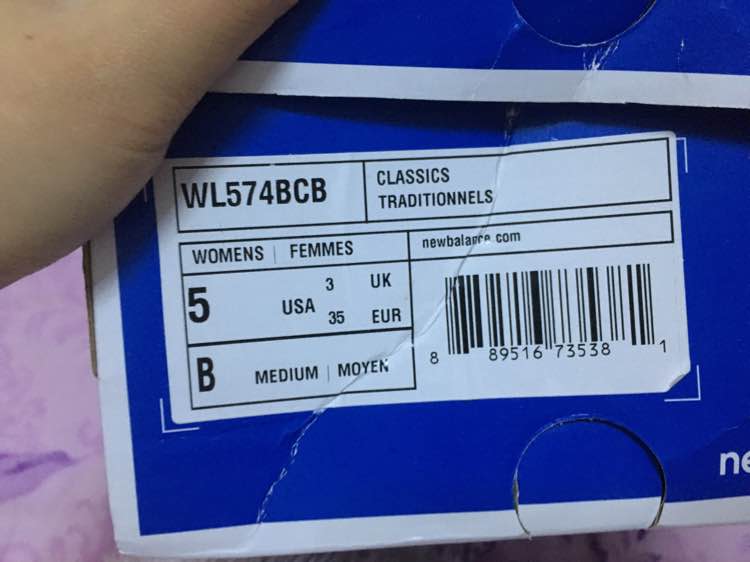 WL574BCB
CLASSICS
TRADITIONNELS
WOMENS | FEMMES
newbalance.com
5 USA 3 UK
35 EUR
B MEDIUM | MOYEN
8 89516 73538 1
ne